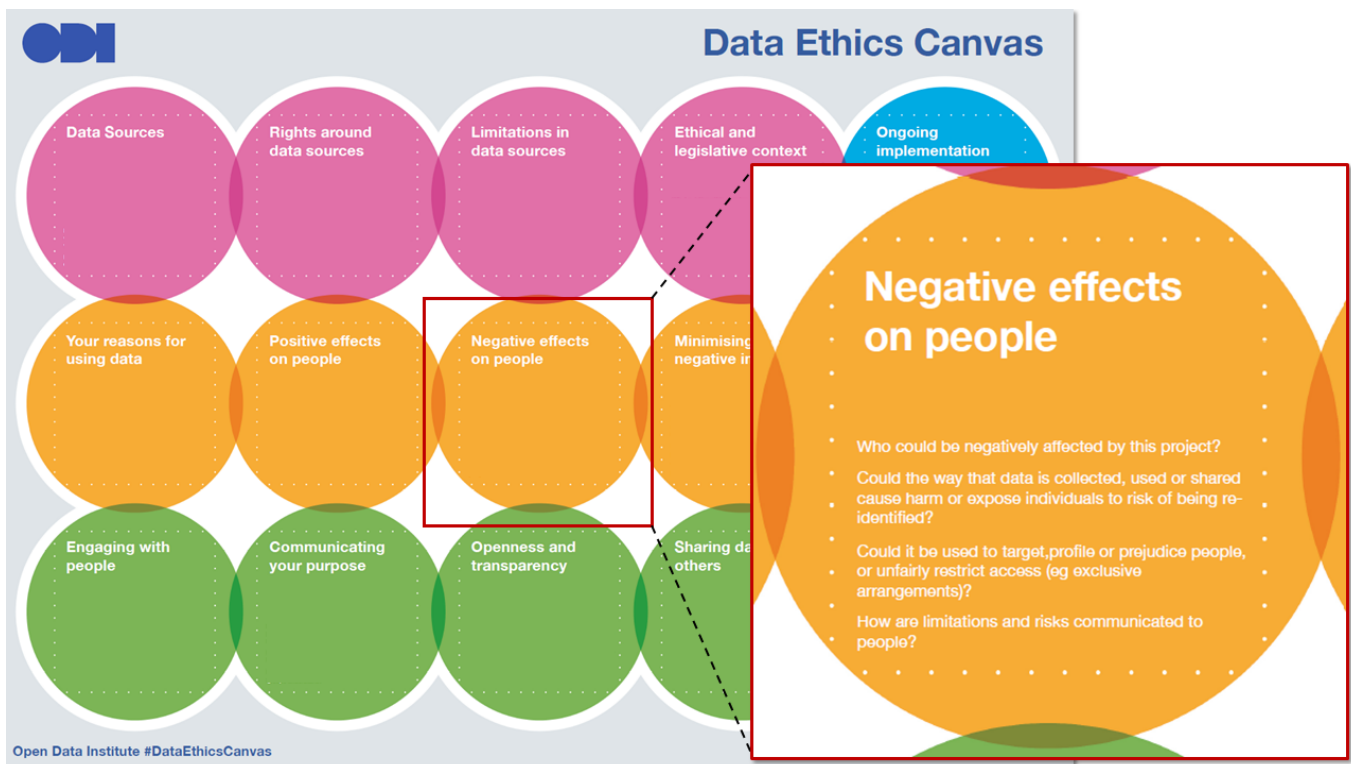 ODI
Data Ethics Canvas
Data Sources
Rights around
data sources
Limitations in
data sources
Ethical and
legislative context
Ongoing
implementation
Your reasons for
using data
Positive effects
on people
Negative effects
on people
Minimising
negative
Engaging with
people
Communicating
your purpose
Openness and
transparency
Sharing
others
Open Data Institute #DataEthicsCanvas
Negative effects
on people
Who could be negatively affected by this project?
Could the way that data is collected, used or shared
cause harm or expose individuals to risk of being re-
identified?
Could it be used to target,profile or prejudice people,
or unfairly restrict access (eg exclusive
arrangements)?
How are limitations and risks communicated to
people?